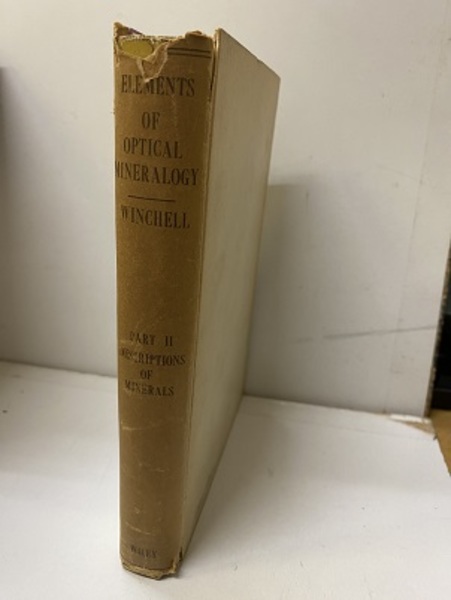 ELEMENTS
OF
OPTICAL
MINERALOGY
WINCHELL
PART II
DESCRIPTIONS
OF
MINERALS
WILEY